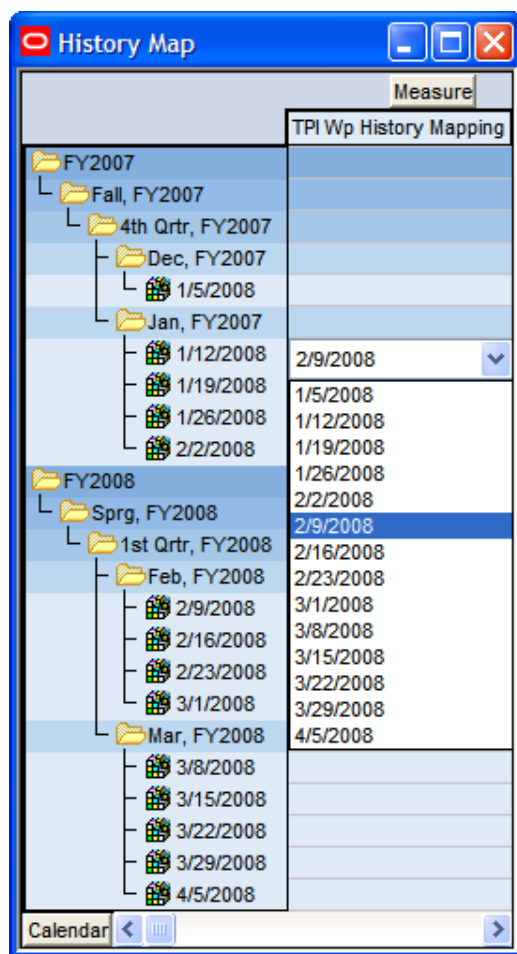 History Map
Measure
TPI Wp History Mapping
FY2007
Fall, FY2007
4th Qrtr, FY2007
Dec, FY2007
1/5/2008
Jan, FY2007
1/12/2008 2/9/2008
1/19/2008 1/5/2008
1/12/2008
1/26/2008 1/19/2008
1/26/2008
2/2/2008 2/2/2008
FY2008 2/9/2008
Sprg, FY2008 2/16/2008
1st Qrtr, FY2008 2/23/2008
Feb, FY2008 3/1/2008
2/9/2008 3/8/2008
2/16/2008 3/15/2008
2/23/2008 3/22/2008
3/1/2008 3/29/2008
Mar, FY2008 4/5/2008
3/8/2008
3/15/2008
3/22/2008
3/29/2008
4/5/2008
Calendar